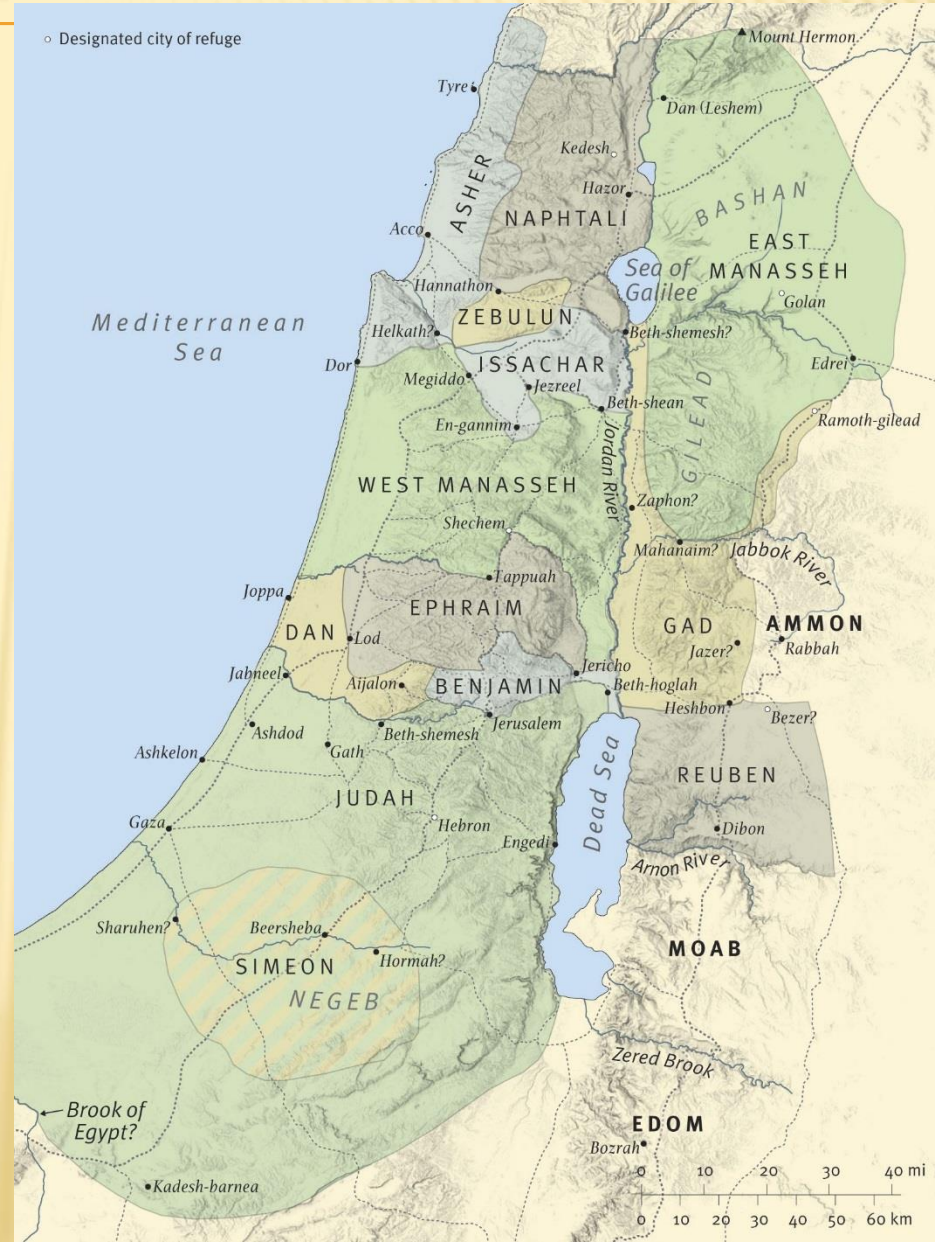 Designated city of refuge
Mount Hermon
Tyre
Dan (Leshem)
Kedesh
Hazor
ASHER
NAPHTALI
BASHAN
Acco
EAST
MANASSEH
Sea of
Galilee
Hannathon
Golan
ZEBULUN
Mediterranean
Sea
Helkath?
Beth-shemesh?
Dor
ISSACHAR
Edrei
Megiddo
Jezreel
GILEAD
Beth-shean
Ramoth-gilead
En-gannim
Jordan River
WEST MANASSEH
Zaphon?
Shechem
Mahanaim?
Jabbok River
Tappuah
Joppa
EPHRAIM
DAN
Lod
GAD
AMMON
Jazer?
Rabbah
Jabneel
Aijalon
BENJAMIN
Jericho
Beth-hoglah
Heshbon
Bezer?
Ashdod
Beth-shemesh
Jerusalem
Ashkelon
Gath
Dead Sea
REUBEN
JUDAH
Gaza
Hebron
Dibon
Engedi
Arnon River
Sharuhen?
Beersheba
Hormah?
MOAB
SIMEON
NEGEB
Zered Brook
Brook of
Egypt?
EDOM
Bozrah
Kadesh-barnea
0 10 20 30 40 mi
0 10 20 30 40 50 60 km